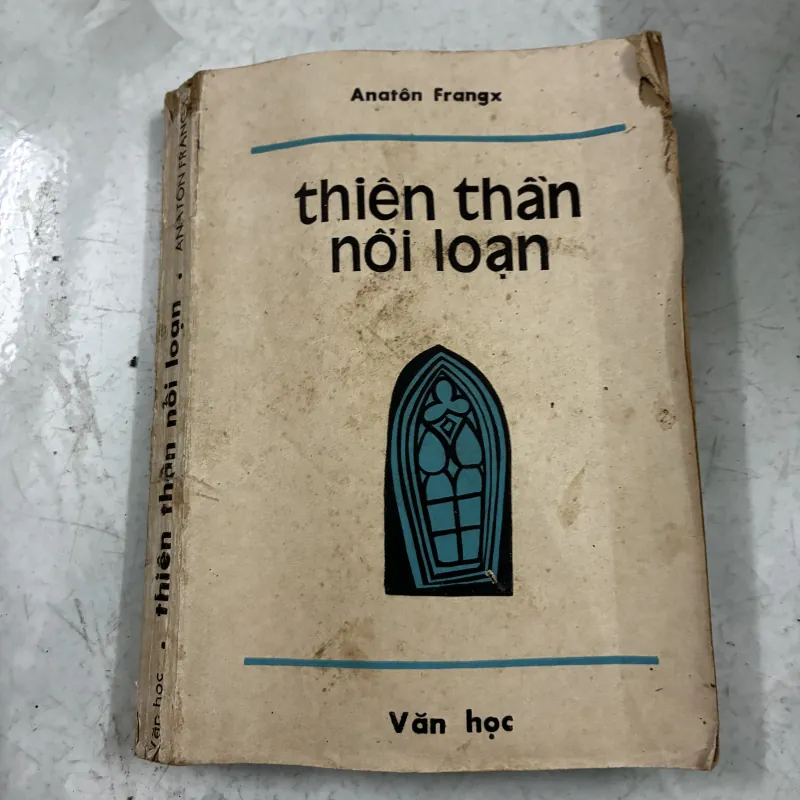 Anatôn Frangx
thiên thần
nổi loạn
Văn học
Văn học • thiên thần nổi loạn • ANATÔN FRANG